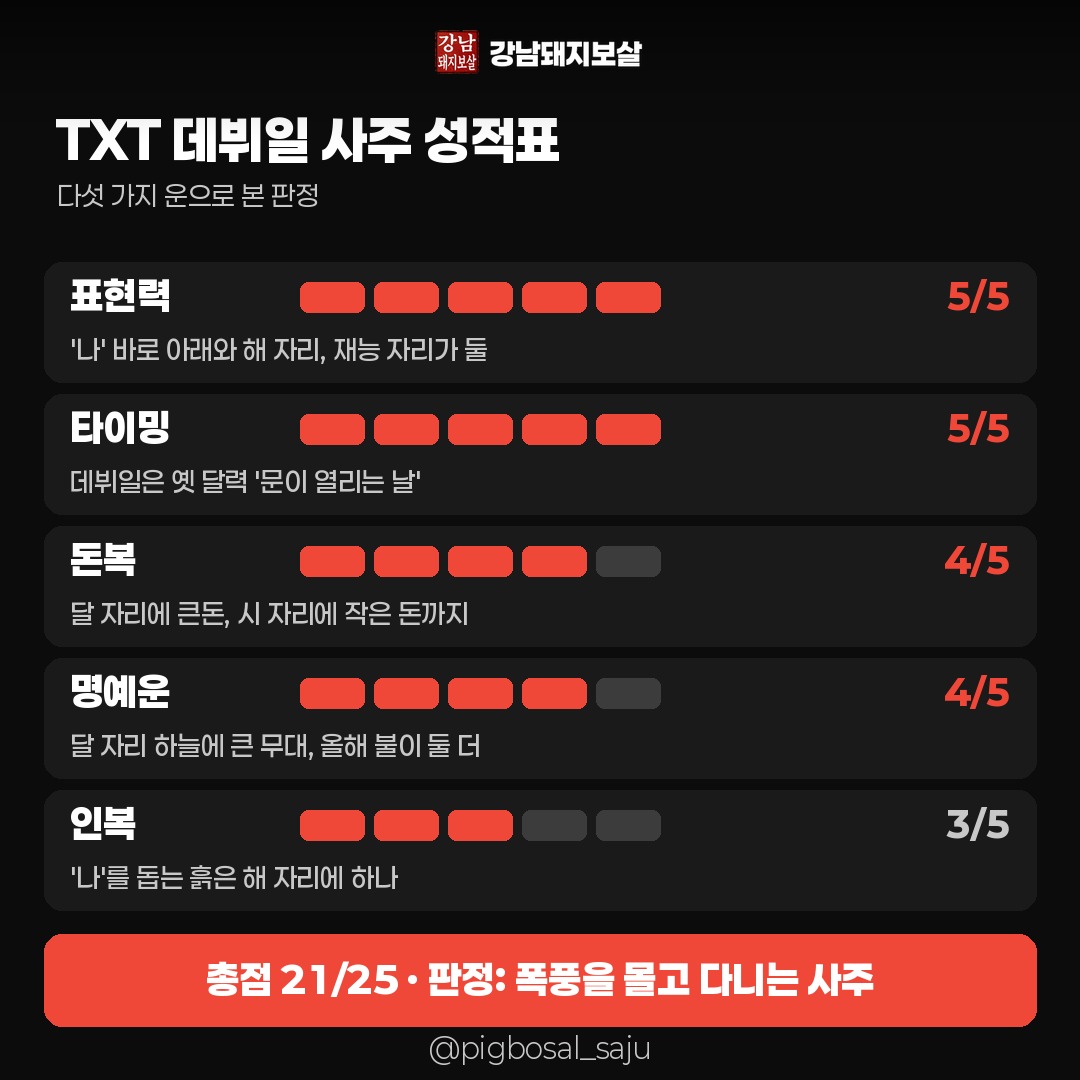 강남
돼지보살
강남돼지보살
TXT 데뷔일 사주 성적표
다섯 가지 운으로 본 판정
표현력
5/5
'나' 바로 아래와 해 자리, 재능 자리가 둘
타이밍
5/5
데뷔일은 옛 달력 '문이 열리는 날'
돈복
4/5
달 자리에 큰돈, 시 자리에 작은 돈까지
명예운
4/5
달 자리 하늘에 큰 무대, 올해 불이 둘 더
인복
3/5
'나'를 돕는 흙은 해 자리에 하나
총점 21/25 · 판정: 폭풍을 몰고 다니는 사주
@pigbosal_saju